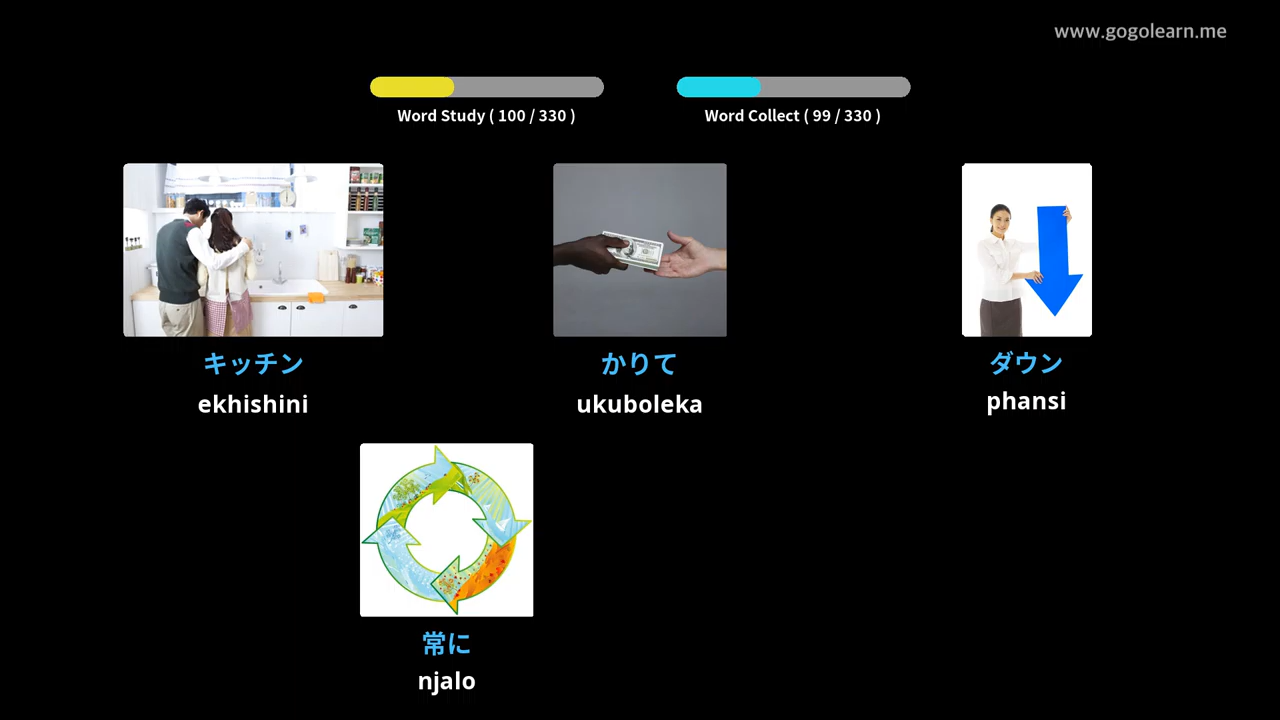 www.gogolearn.me
Word Study ( 100 / 330 )
Word Collect ( 99 / 330 )
キッチン
ekhishini
かりて
ukuboleka
ダウン
phansi
常に
njalo